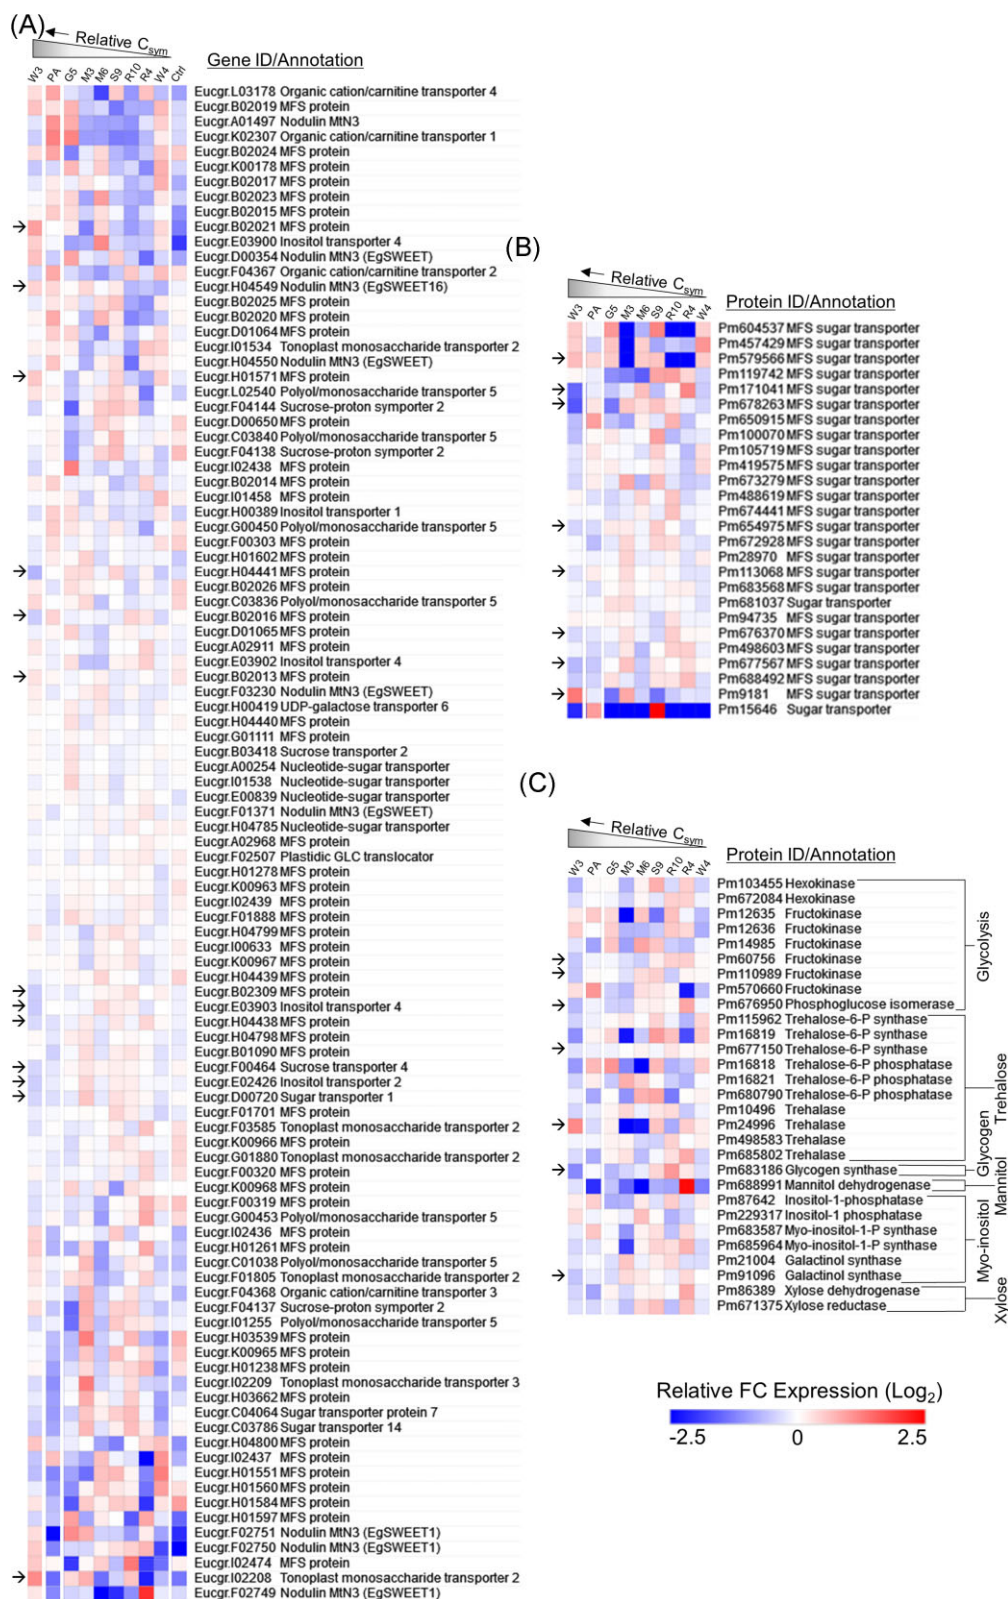 (A)
Relative Csym
W3 PA G5 M3 M6 S9 R10 R4 W4 Ctrl
Gene ID/Annotation
Eucgr.L03178 Organic cation/carnitine transporter 4
Eucgr.B02019 MFS protein
Eucgr.A01497 Nodulin MtN3
Eucgr.K02307 Organic cation/carnitine transporter 1
Eucgr.B02024 MFS protein
Eucgr.K00178 MFS protein
Eucgr.B02017 MFS protein
Eucgr.B02023 MFS protein
Eucgr.B02015 MFS protein
Eucgr.B02021 MFS protein
Eucgr.E03900 Inositol transporter 4
Eucgr.D00354 Nodulin MtN3 (EgSWEET)
Eucgr.F04367 Organic cation/carnitine transporter 2
Eucgr.H04549 Nodulin MtN3 (EgSWEET16)
Eucgr.B02025 MFS protein
Eucgr.B02020 MFS protein
Eucgr.D01064 MFS protein
Eucgr.I01534 Tonoplast monosaccharide transporter 2
Eucgr.H04550 Nodulin MtN3 (EgSWEET)
Eucgr.H01571 MFS protein
Eucgr.L02540 Polyol/monosaccharide transporter 5
Eucgr.F04144 Sucrose-proton symporter 2
Eucgr.D00650 MFS protein
Eucgr.C03840 Polyol/monosaccharide transporter 5
Eucgr.F04138 Sucrose-proton symporter 2
Eucgr.I02438 MFS protein
Eucgr.B02014 MFS protein
Eucgr.I01458 MFS protein
Eucgr.H00389 Inositol transporter 1
Eucgr.G00450 Polyol/monosaccharide transporter 5
Eucgr.F00303 MFS protein
Eucgr.H01602 MFS protein
Eucgr.H04441 MFS protein
Eucgr.B02026 MFS protein
Eucgr.C03836 Polyol/monosaccharide transporter 5
Eucgr.B02016 MFS protein
Eucgr.D01065 MFS protein
Eucgr.A02911 MFS protein
Eucgr.E03902 Inositol transporter 4
Eucgr.B02013 MFS protein
Eucgr.F03230 Nodulin MtN3 (EgSWEET)
Eucgr.H00419 UDP-galactose transporter 6
Eucgr.H04440 MFS protein
Eucgr.G01111 MFS protein
Eucgr.B03418 Sucrose transporter 2
Eucgr.A00254 Nucleotide-sugar transporter
Eucgr.I01538 Nucleotide-sugar transporter
Eucgr.E00839 Nucleotide-sugar transporter
Eucgr.F01371 Nodulin MtN3 (EgSWEET)
Eucgr.H04785 Nucleotide-sugar transporter
Eucgr.A02968 MFS protein
Eucgr.F02507 Plastidic GLC translocator
Eucgr.H01278 MFS protein
Eucgr.K00963 MFS protein
Eucgr.I02439 MFS protein
Eucgr.F01888 MFS protein
Eucgr.H04799 MFS protein
Eucgr.I00633 MFS protein
Eucgr.K00967 MFS protein
Eucgr.H04439 MFS protein
Eucgr.B02309 MFS protein
Eucgr.E03903 Inositol transporter 4
Eucgr.H04438 MFS protein
Eucgr.H04798 MFS protein
Eucgr.B01090 MFS protein
Eucgr.F00464 Sucrose transporter 4
Eucgr.E02426 Inositol transporter 2
Eucgr.D00720 Sugar transporter 1
Eucgr.F01701 MFS protein
Eucgr.F03585 Tonoplast monosaccharide transporter 2
Eucgr.K00966 MFS protein
Eucgr.G01880 Tonoplast monosaccharide transporter 2
Eucgr.F00320 MFS protein
Eucgr.K00968 MFS protein
Eucgr.F00319 MFS protein
Eucgr.G00453 Polyol/monosaccharide transporter 5
Eucgr.I02436 MFS protein
Eucgr.H01261 MFS protein
Eucgr.C01038 Polyol/monosaccharide transporter 5
Eucgr.F01805 Tonoplast monosaccharide transporter 2
Eucgr.F04368 Organic cation/carnitine transporter 3
Eucgr.F04137 Sucrose-proton symporter 2
Eucgr.I01255 Polyol/monosaccharide transporter 5
Eucgr.H03539 MFS protein
Eucgr.K00965 MFS protein
Eucgr.H01238 MFS protein
Eucgr.I02209 Tonoplast monosaccharide transporter 3
Eucgr.H03662 MFS protein
Eucgr.C04064 Sugar transporter protein 7
Eucgr.C03786 Sugar transporter 14
Eucgr.H04800 MFS protein
Eucgr.I02437 MFS protein
Eucgr.H01551 MFS protein
Eucgr.H01560 MFS protein
Eucgr.H01584 MFS protein
Eucgr.H01597 MFS protein
Eucgr.F02751 Nodulin MtN3 (EgSWEET1)
Eucgr.F02750 Nodulin MtN3 (EgSWEET1)
Eucgr.I02474 MFS protein
Eucgr.I02208 Tonoplast monosaccharide transporter 2
Eucgr.F02749 Nodulin MtN3 (EgSWEET1)
(B)
Relative Csym
W3 PA G5 M3 M6 S9 R10 R4 W4
Protein ID/Annotation
Pm604537 MFS sugar transporter
Pm457429 MFS sugar transporter
Pm579566 MFS sugar transporter
Pm119742 MFS sugar transporter
Pm171041 MFS sugar transporter
Pm678263 MFS sugar transporter
Pm650915 MFS sugar transporter
Pm100070 MFS sugar transporter
Pm105719 MFS sugar transporter
Pm419575 MFS sugar transporter
Pm673279 MFS sugar transporter
Pm488619 MFS sugar transporter
Pm674441 MFS sugar transporter
Pm654975 MFS sugar transporter
Pm672928 MFS sugar transporter
Pm28970 MFS sugar transporter
Pm113068 MFS sugar transporter
Pm683568 MFS sugar transporter
Pm681037 Sugar transporter
Pm94735 MFS sugar transporter
Pm676370 MFS sugar transporter
Pm498603 MFS sugar transporter
Pm677567 MFS sugar transporter
Pm688492 MFS sugar transporter
Pm9181 MFS sugar transporter
Pm15646 Sugar transporter
(C)
Relative Csym
W3 PA G5 M3 M6 S9 R10 R4 W4
Protein ID/Annotation
Pm103455 Hexokinase
Pm672084 Hexokinase
Pm12635 Fructokinase
Pm12636 Fructokinase
Pm14985 Fructokinase
Pm60756 Fructokinase
Pm110989 Fructokinase
Pm570660 Fructokinase
Pm676950 Phosphoglucose isomerase
Pm115962 Trehalose-6-P synthase
Pm16819 Trehalose-6-P synthase
Pm677150 Trehalose-6-P synthase
Pm16818 Trehalose-6-P phosphatase
Pm16821 Trehalose-6-P phosphatase
Pm680790 Trehalose-6-P phosphatase
Pm10496 Trehalase
Pm24996 Trehalase
Pm498583 Trehalase
Pm685802 Trehalase
Pm683186 Glycogen synthase
Pm688991 Mannitol dehydrogenase
Pm87642 Inositol-1-phosphatase
Pm229317 Inositol-1 phosphatase
Pm683587 Myo-inositol-1-P synthase
Pm685964 Myo-inositol-1-P synthase
Pm21004 Galactinol synthase
Pm91096 Galactinol synthase
Pm86389 Xylose dehydrogenase
Pm671375 Xylose reductase
Glycolysis
Trehalose
Glycogen
Mannitol
Myo-inositol
Xylose
Relative FC Expression (Log2)
-2.5 0 2.5